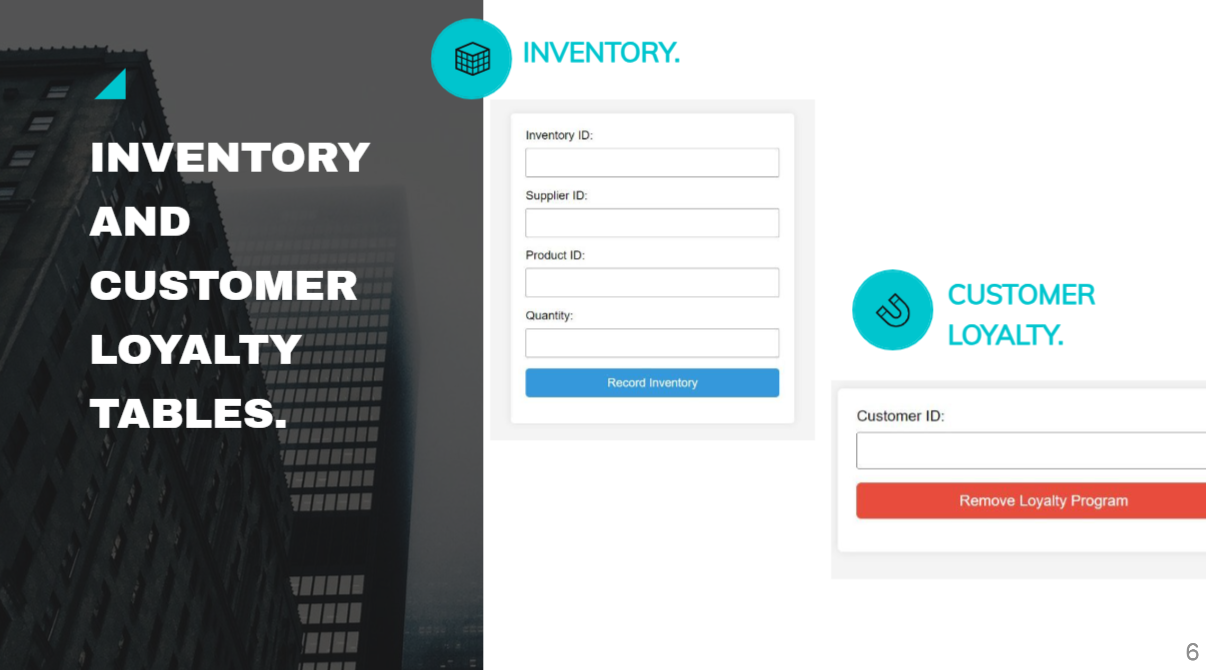 INVENTORY
AND
CUSTOMER
LOYALTY
TABLES.
INVENTORY.
Inventory ID:
Supplier ID:
Product ID:
Quantity:
Record Inventory
CUSTOMER
LOYALTY.
Customer ID:
Remove Loyalty Program
6